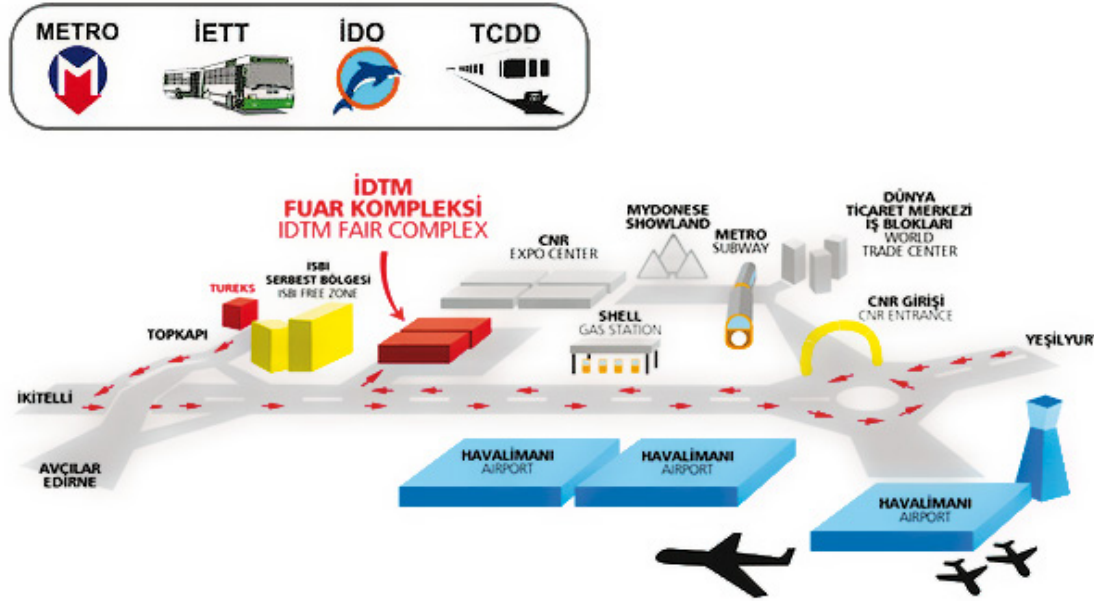 METRO
İETT
İDO
TCDD
M
İDTM
FUAR KOMPLEKSİ
IDTM FAIR COMPLEX
DÜNYA
TİCARET MERKEZİ
İŞ BLOKLARI
WORLD
TRADE CENTER
MYDONESE
SHOWLAND
METRO
SUBWAY
CNR
EXPO CENTER
ISBI
SERBEST BÖLGESİ
ISBI FREE ZONE
TUREKS
CNR GİRİŞİ
CNR ENTRANCE
SHELL
GAS STATION
TOPKAPI
YEŞİLYURT
İKİTELLİ
HAVALİMANI
AIRPORT
HAVALİMANI
AIRPORT
AVÇILAR
EDİRNE
HAVALİMANI
AIRPORT